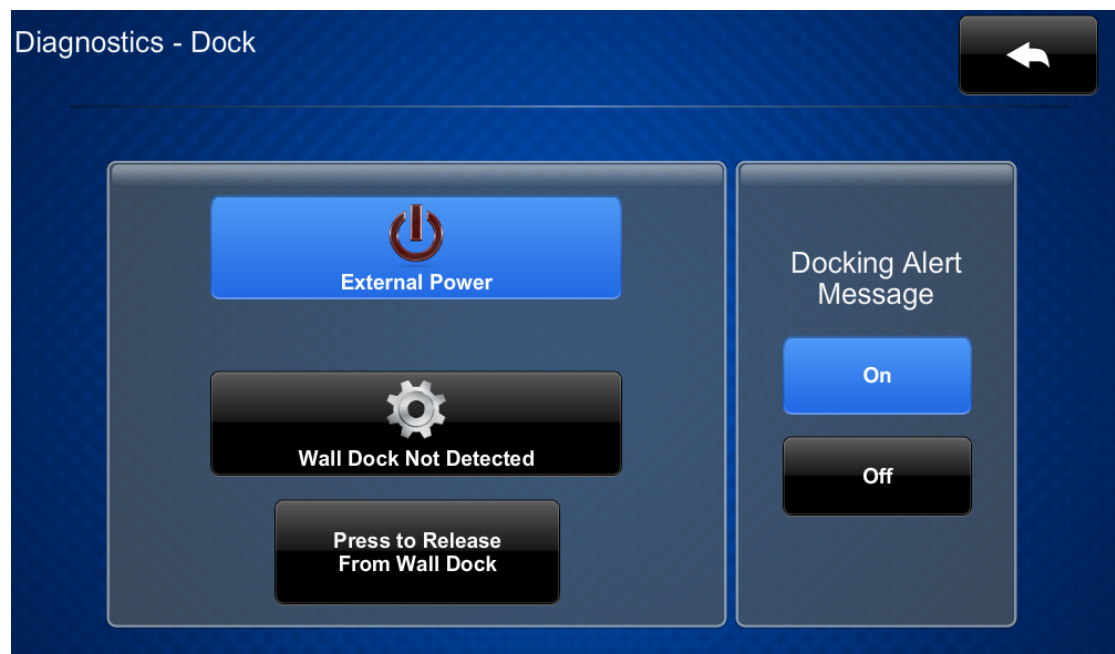 Diagnostics - Dock
External Power
Wall Dock Not Detected
Press to Release
From Wall Dock
Docking Alert
Message
On
Off